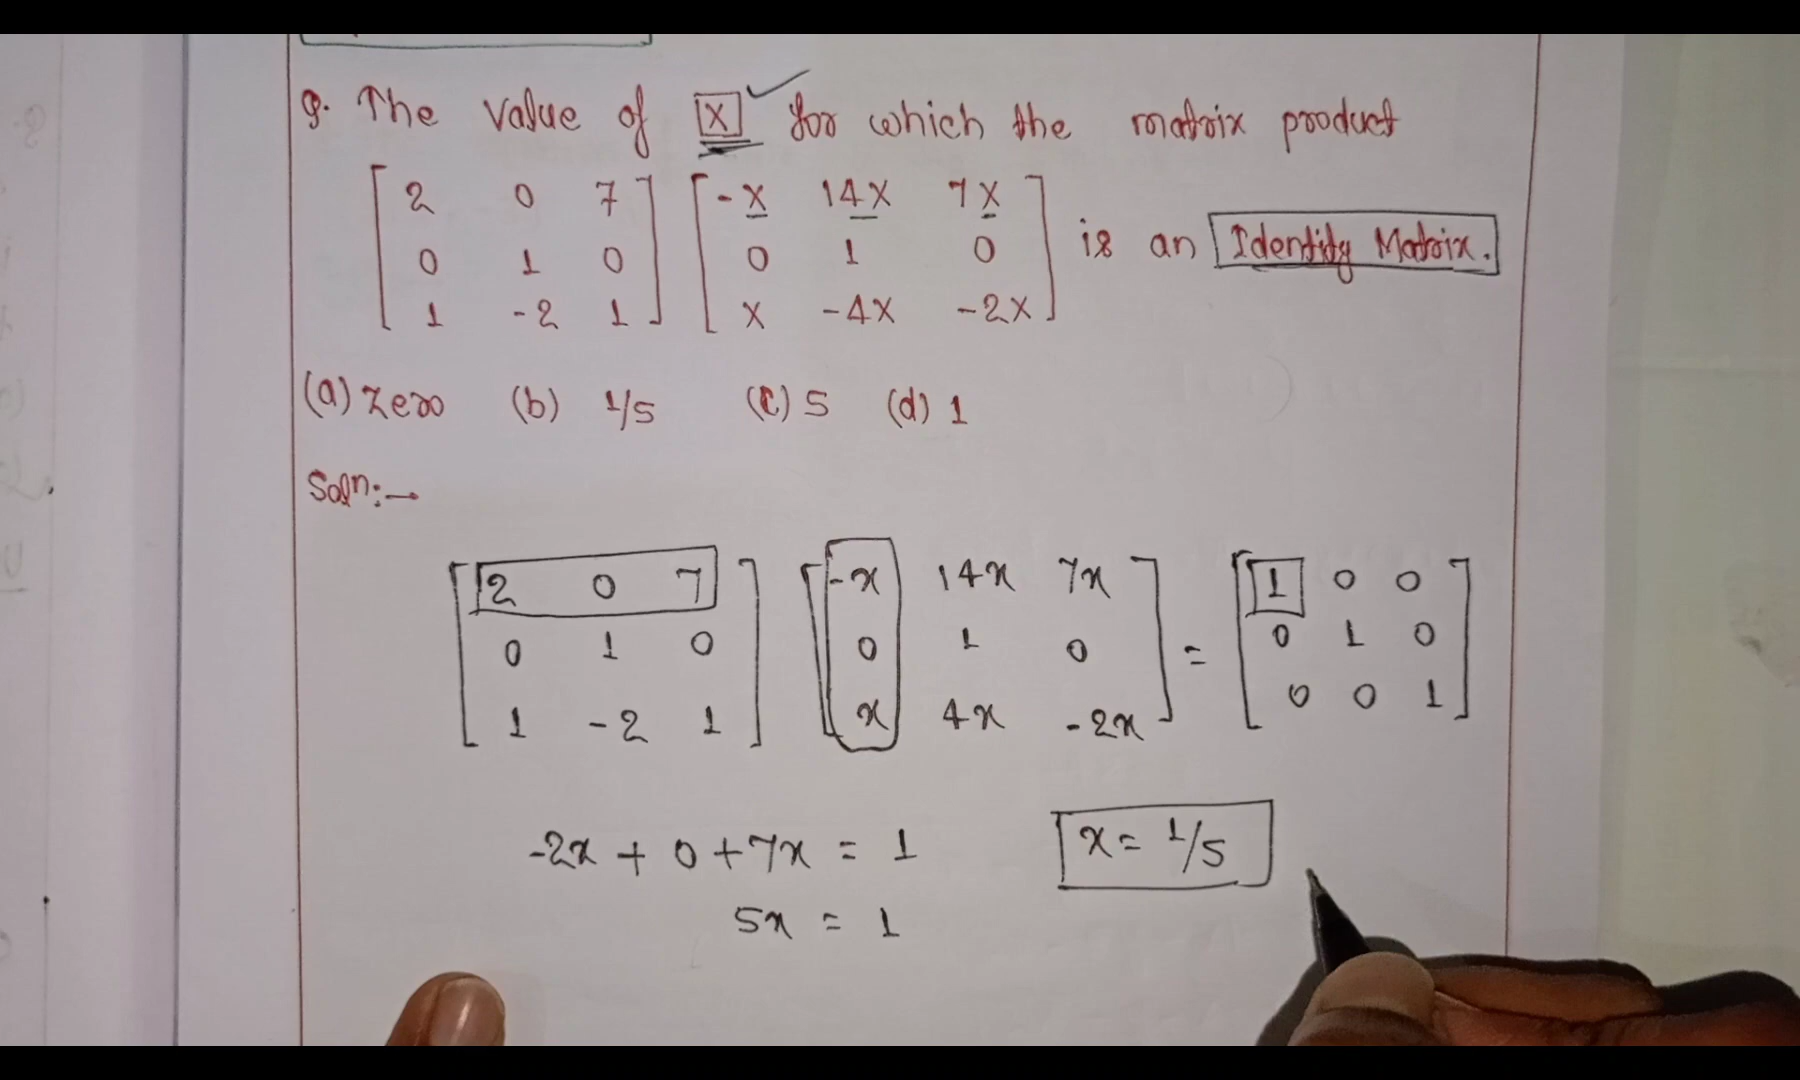 Q. The value of X for which the matrix product
[2 0 7] [-X 14X 7X]
[0 1 0] [0 1 0] is an Identity Matrix.
[1 -2 1] [X -4X -2X]
(a) Zero (b) 1/5 (c) 5 (d) 1
Soln:-
[2 0 7] [-x 14x 7x] [1 0 0]
[0 1 0] [0 1 0] = [0 1 0]
[1 -2 1] [x 4x -2x] [0 0 1]
-2x + 0 + 7x = 1 x = 1/5
5x = 1